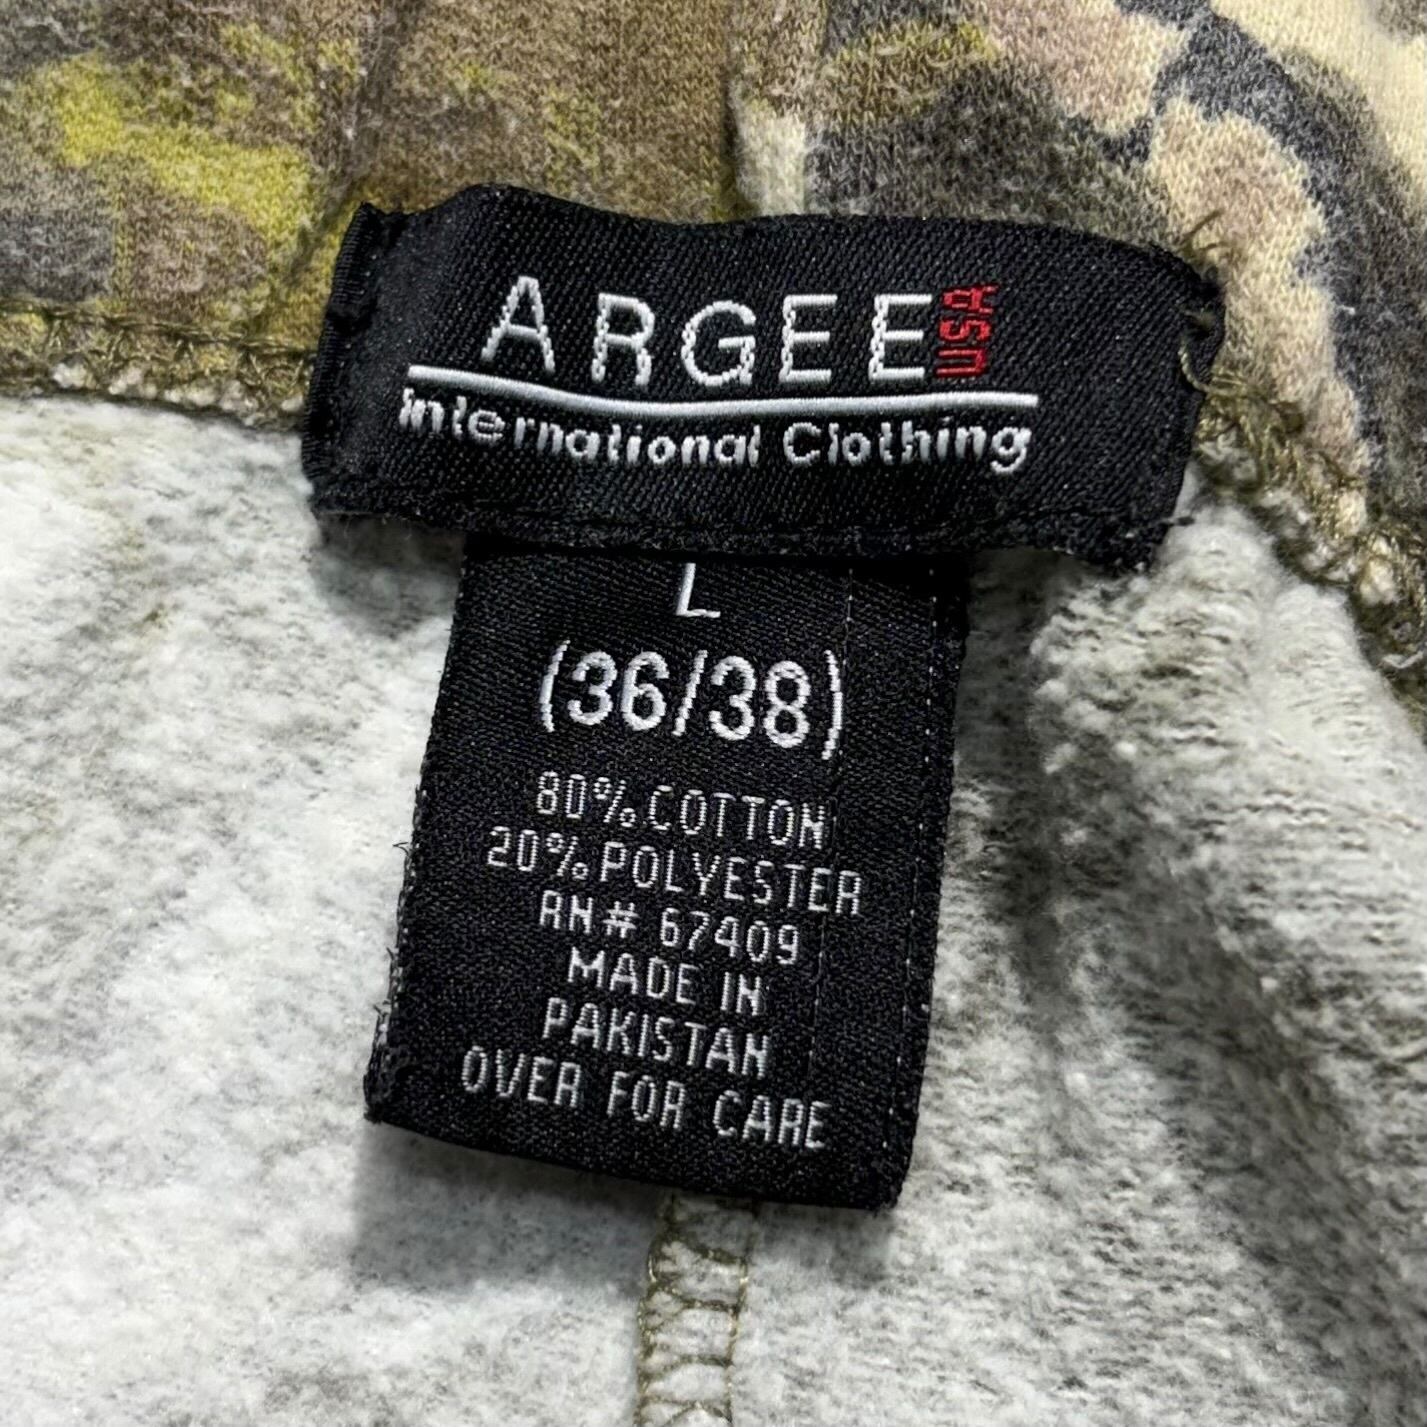 ARGEE USA
International Clothing
L
(36/38)
80% COTTON
20% POLYESTER
RN# 67409
MADE IN
PAKISTAN
OVER FOR CARE